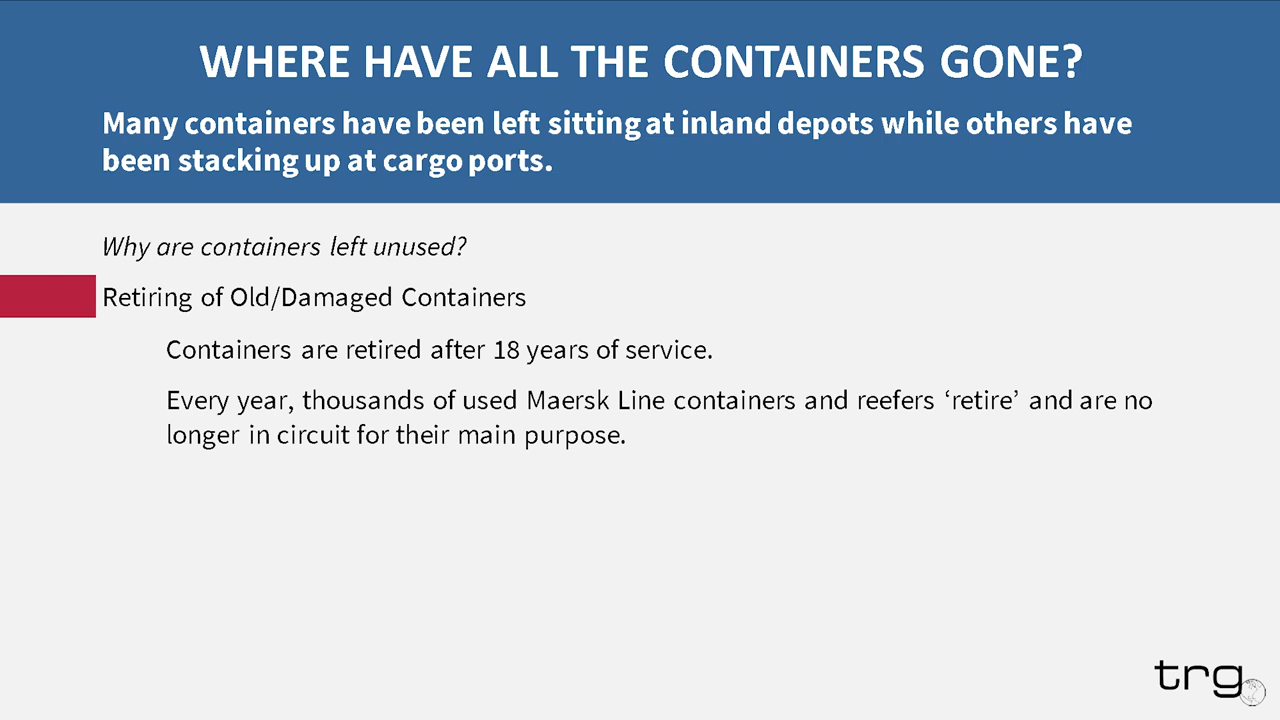 WHERE HAVE ALL THE CONTAINERS GONE?
Many containers have been left sitting at inland depots while others have
been stacking up at cargo ports.
Why are containers left unused?
Retiring of Old/Damaged Containers
Containers are retired after 18 years of service.
Every year, thousands of used Maersk Line containers and reefers ‘retire’ and are no
longer in circuit for their main purpose.
trg